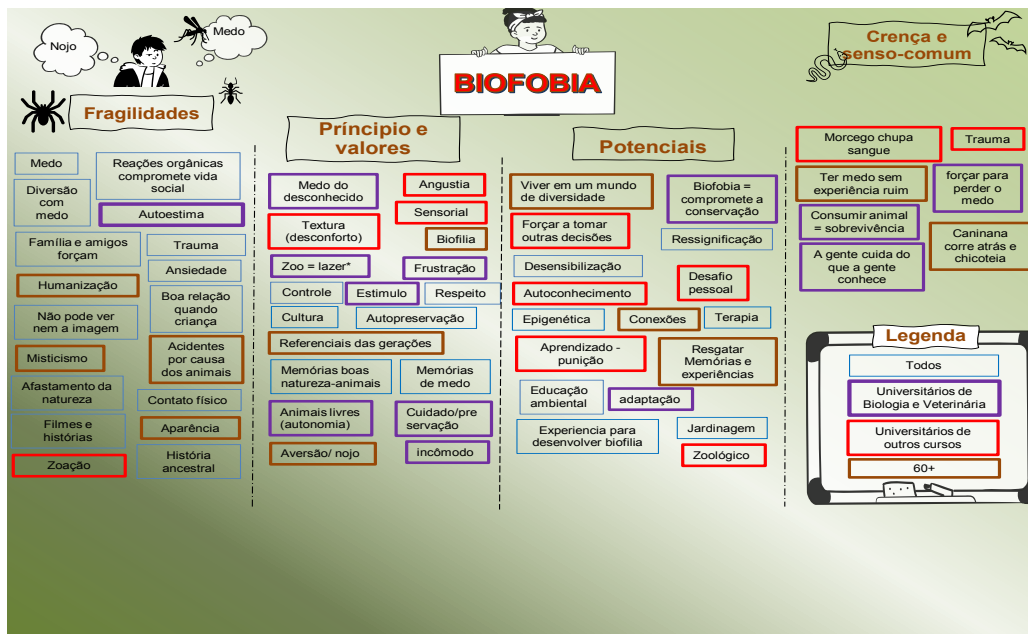 Nojo
Medo
BIOFOBIA
Crença e
senso-comum
Fragilidades
Medo
Reações orgânicas
compromete vida
social
Diversão
com
medo
Autoestima
Família e amigos
forçam
Trauma
Ansiedade
Humanização
Boa relação
quando
criança
Não pode ver
nem a imagem
Misticismo
Acidentes
por causa
dos animais
Afastamento da
natureza
Contato físico
Filmes e
histórias
Aparência
Zoação
História
ancestral
Príncipio e
valores
Medo do
desconhecido
Angustia
Textura
(desconforto)
Sensorial
Biofilia
Zoo = lazer*
Frustração
Controle
Estimulo
Respeito
Cultura
Autopreservação
Referenciais das gerações
Memórias boas
natureza-animais
Memórias
de medo
Animais livres
(autonomia)
Cuidado/pre
servação
Aversão/ nojo
incômodo
Potenciais
Viver em um mundo
de diversidade
Biofobia =
compromete a
conservação
Forçar a tomar
outras decisões
Ressignificação
Desensibilização
Desafio
pessoal
Autoconhecimento
Epigenética
Conexões
Terapia
Aprendizado -
punição
Resgatar
Memórias e
experiências
Educação
ambiental
adaptação
Experiencia para
desenvolver biofilia
Jardinagem
Zoológico
Morcego chupa
sangue
Trauma
Ter medo sem
experiência ruim
forçar para
perder o
medo
Consumir animal
= sobrevivência
Caninana
corre atrás e
chicoteia
A gente cuida do
que a gente
conhece
Legenda
Todos
Universitários de
Biologia e Veterinária
Universitários de
outros cursos
60+